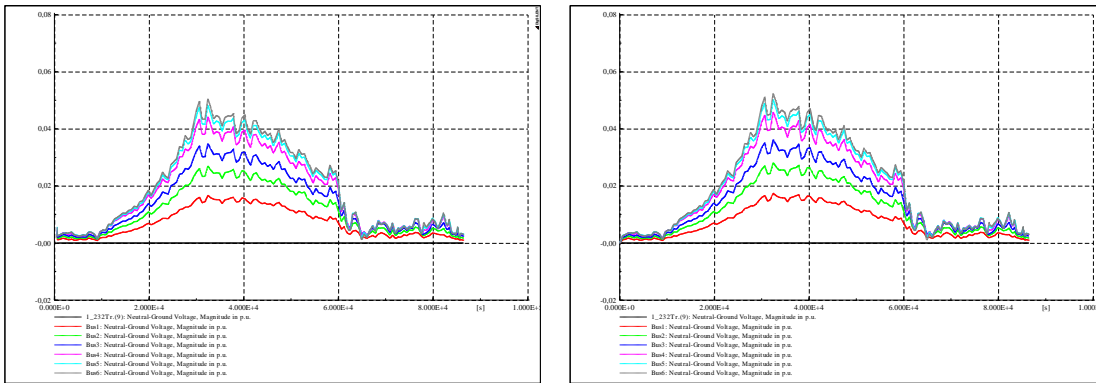 0,08
0,06
0,04
0,02
-0,00
-0,02
0.000E+0 2.000E+4 4.000E+4 6.000E+4 8.000E+4 [s]
1_232Tr.(9): Neutral-Ground Voltage, Magnitude in p.u.
Bus1: Neutral-Ground Voltage, Magnitude in p.u.
Bus2: Neutral-Ground Voltage, Magnitude in p.u.
Bus3: Neutral-Ground Voltage, Magnitude in p.u.
Bus4: Neutral-Ground Voltage, Magnitude in p.u.
Bus5: Neutral-Ground Voltage, Magnitude in p.u.
Bus6: Neutral-Ground Voltage, Magnitude in p.u.
0,08
0,06
0,04
0,02
-0,00
-0,02
0.000E+0 2.000E+4 4.000E+4 6.000E+4 8.000E+4 [s]
1_232Tr.(9): Neutral-Ground Voltage, Magnitude in p.u.
Bus1: Neutral-Ground Voltage, Magnitude in p.u.
Bus2: Neutral-Ground Voltage, Magnitude in p.u.
Bus3: Neutral-Ground Voltage, Magnitude in p.u.
Bus4: Neutral-Ground Voltage, Magnitude in p.u.
Bus5: Neutral-Ground Voltage, Magnitude in p.u.
Bus6: Neutral-Ground Voltage, Magnitude in p.u.